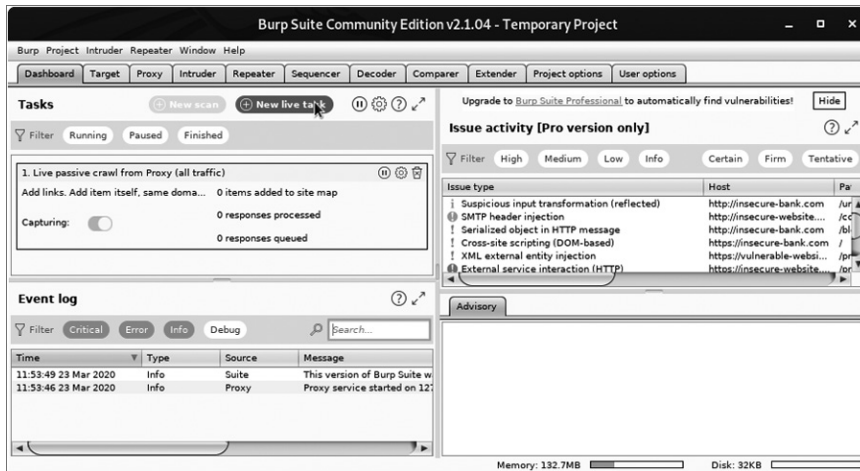 Burp Suite Community Edition v2.1.04 - Temporary Project
Burp Project Intruder Repeater Window Help
Dashboard Target Proxy Intruder Repeater Sequencer Decoder Comparer Extender Project options User options
Tasks
New scan
New live task
Filter Running Paused Finished
1. Live passive crawl from Proxy (all traffic)
Add links. Add item itself, same doma... 0 items added to site map
0 responses processed
Capturing:
0 responses queued
Event log
Filter Critical Error Info Debug Search...
Time Type Source Message
11:53:49 23 Mar 2020 Info Suite This version of Burp Suite w
11:53:46 23 Mar 2020 Info Proxy Proxy service started on 127
Upgrade to Burp Suite Professional to automatically find vulnerabilities! Hide
Issue activity [Pro version only]
Filter High Medium Low Info Certain Firm Tentative
Issue type Host Pa
Suspicious input transformation (reflected) http://insecure-bank.com /ur
SMTP header injection http://insecure-website.... /co
Serialized object in HTTP message http://insecure-bank.com /bl
Cross-site scripting (DOM-based) https://insecure-bank.com /
XML external entity injection https://vulnerable-websi... /pr
External service interaction (HTTP) https://insecure-website.... /pr
Advisory
Memory: 132.7MB Disk: 32KB